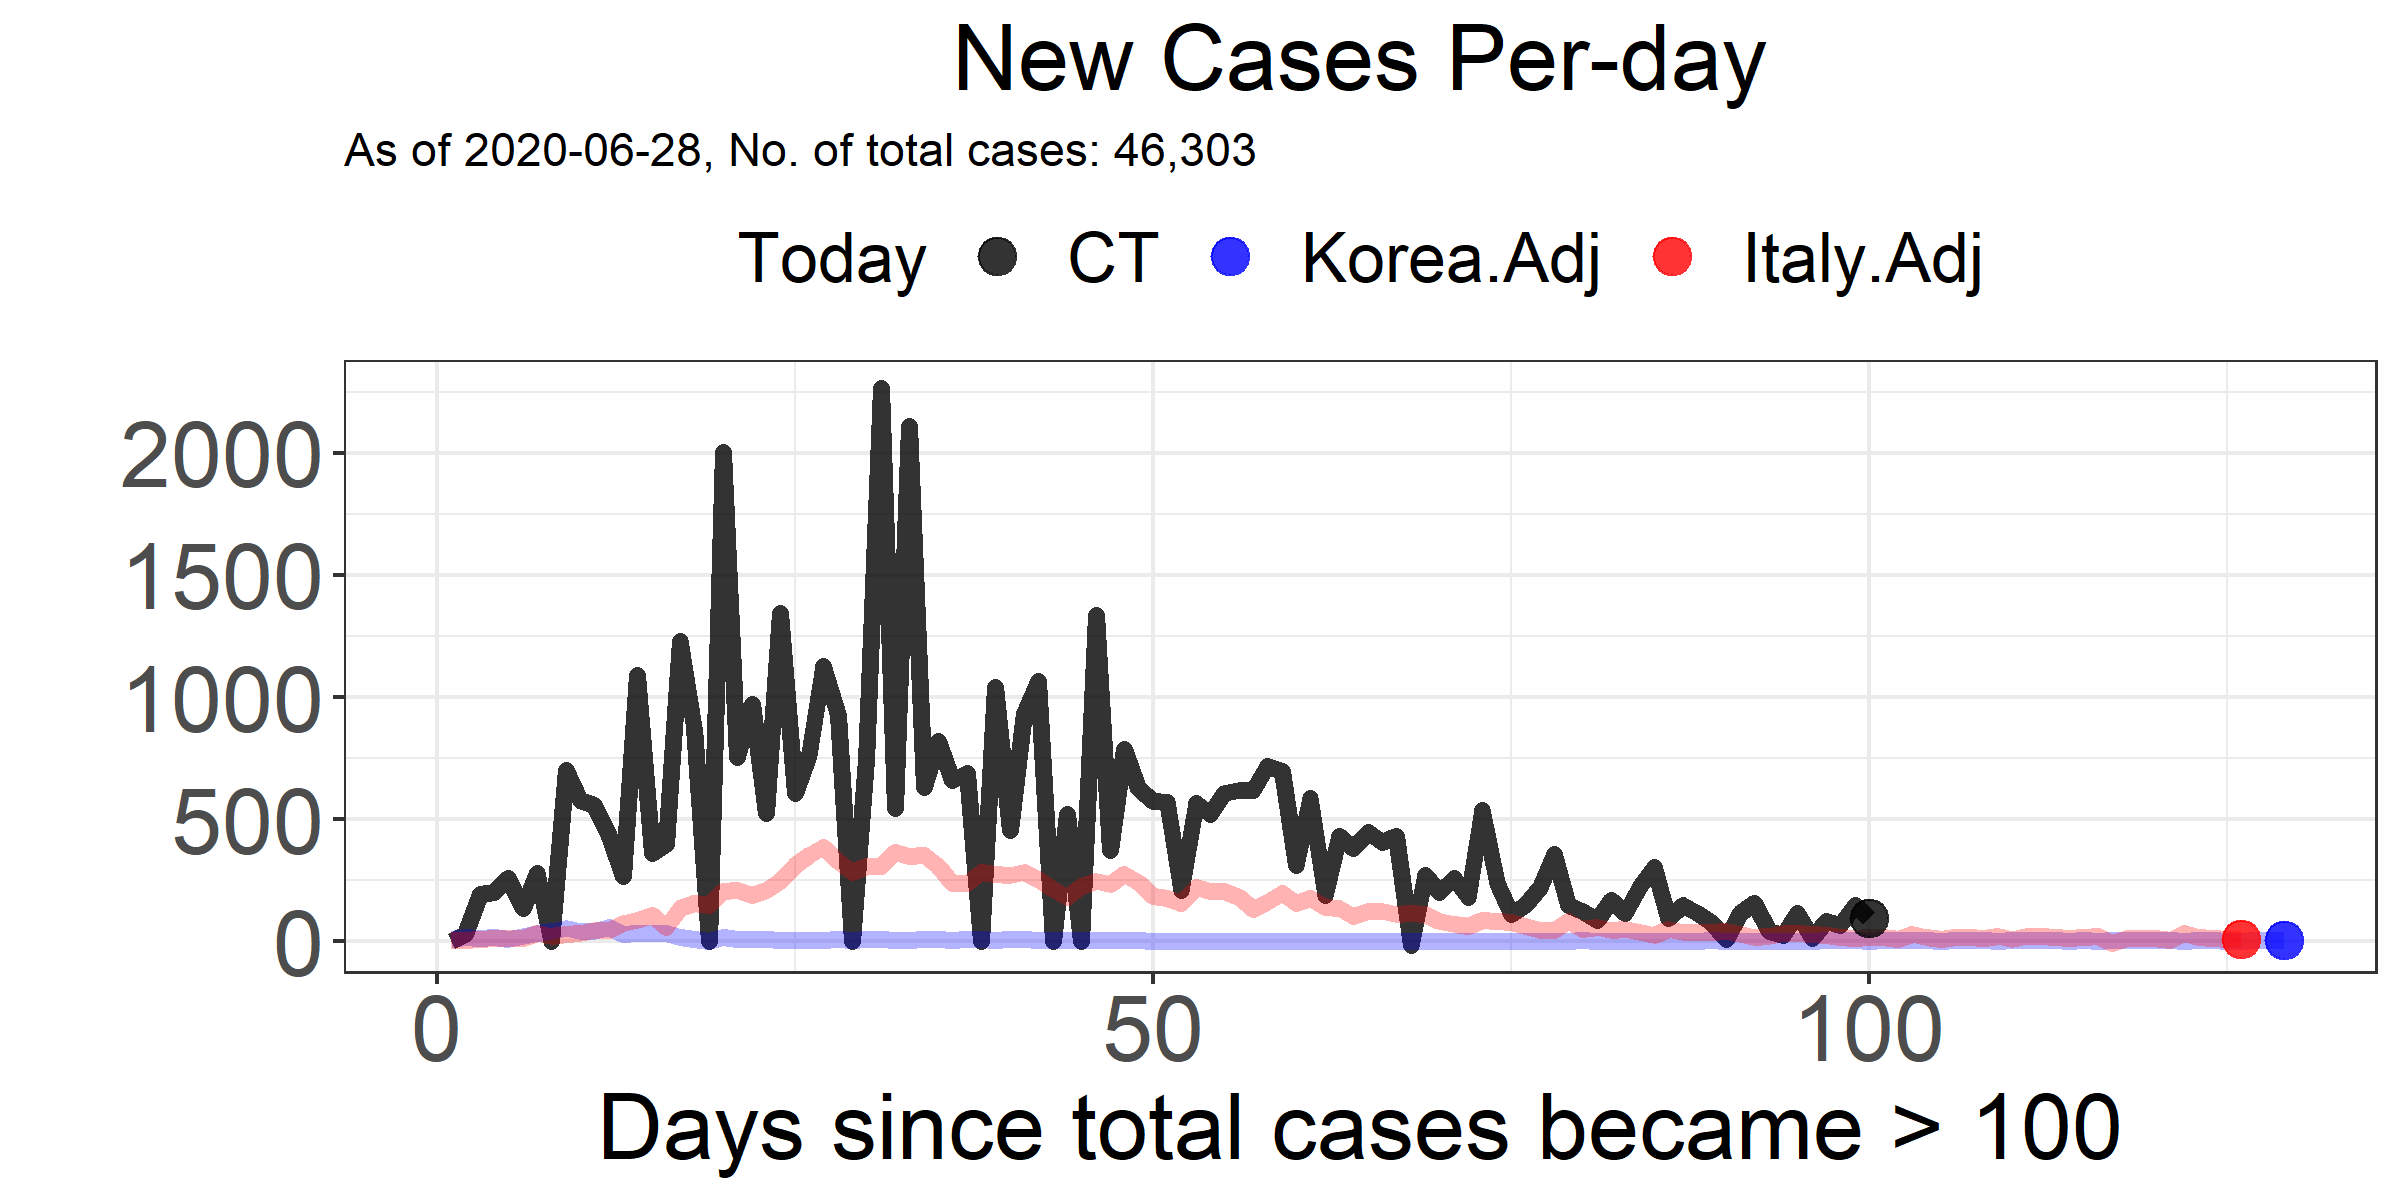 New Cases Per-day
As of 2020-06-28, No. of total cases: 46,303
Today CT Korea.Adj Italy.Adj
2000
1500
1000
500
0
0 50 100
Days since total cases became > 100